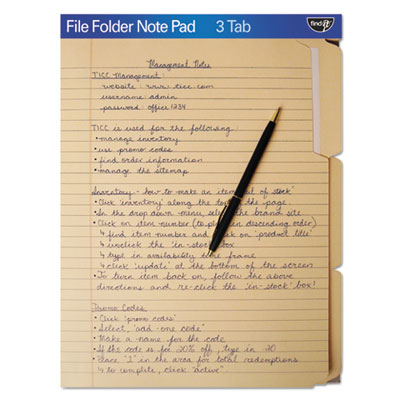 File Folder Note Pad 3 Tab
find it
Management Notes
TICC Management:
website: www.ticc.com
username: admin
password: office1234
TICC is used for the following:
• manage inventory
• use promo codes
• find order information
• manage the sitemap
Inventory - how to make an item 'out of stock'
• Click 'inventory' along the top of the page
• In the drop down menu, select the brand site
• Click on item number (to place in descending order)
↳ find item number and click on 'product title'
↳ unclick the 'in-stock' box
↳ type in availability time frame
↳ click 'update' at the bottom of the screen
• To turn item back on, follow the above
directions and re-click the 'in-stock' box!
Promo Codes
• Click 'promo codes'
• Select, "add-one code"
• Make a name for the code
• If the code is for 20% off, type in .20
• Place "1" in the area for total redemptions
↳ to complete, click "active"